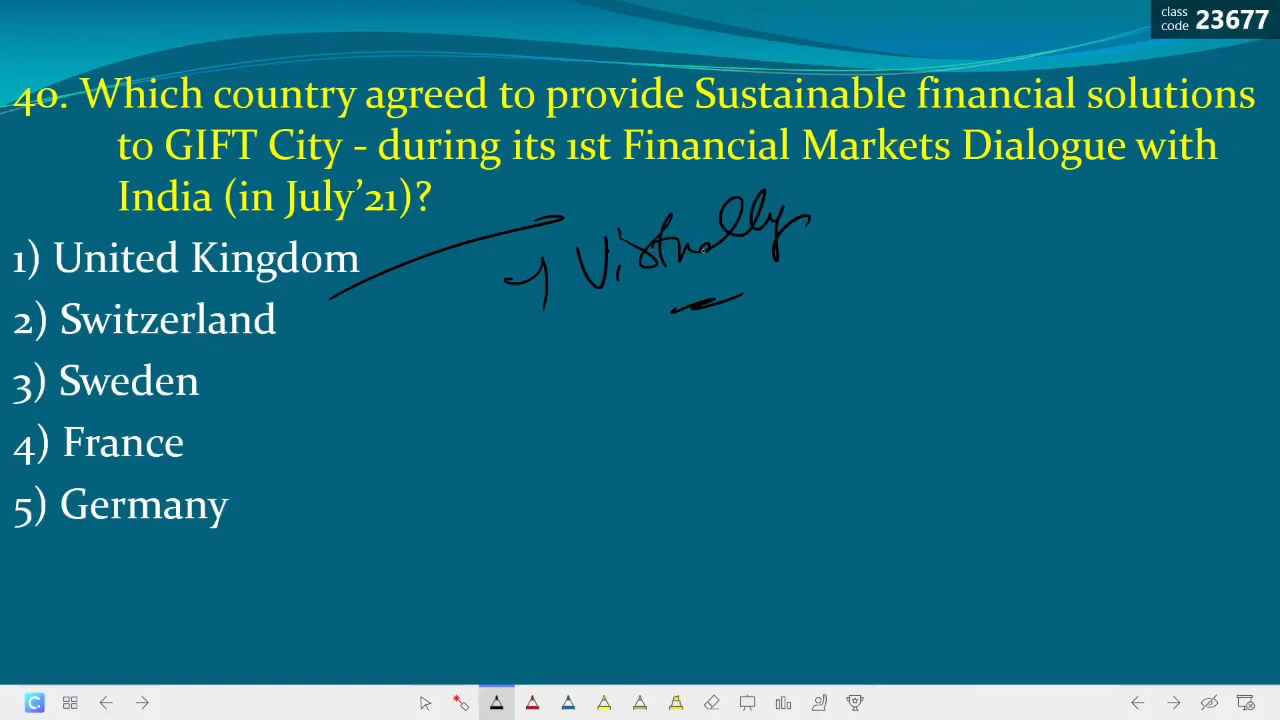 class code 23677
40. Which country agreed to provide Sustainable financial solutions
to GIFT City - during its 1st Financial Markets Dialogue with
India (in July'21)?
Virtually
1) United Kingdom
2) Switzerland
3) Sweden
4) France
5) Germany